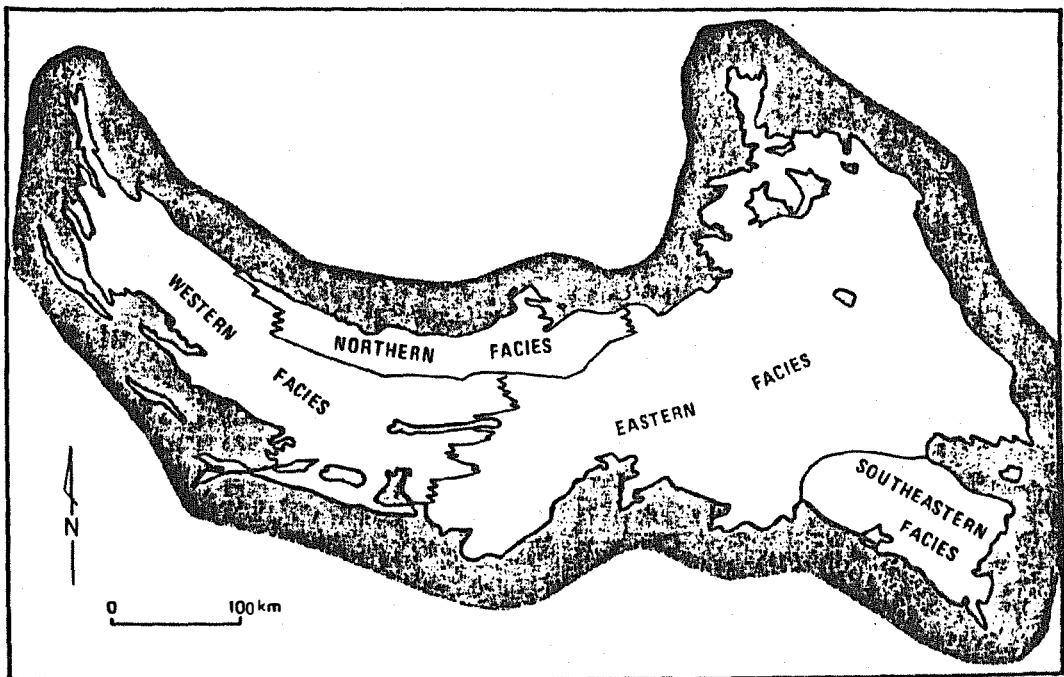 WESTERN
FACIES
NORTHERN FACIES
EASTERN FACIES
SOUTHEASTERN
FACIES
N
0 100 km